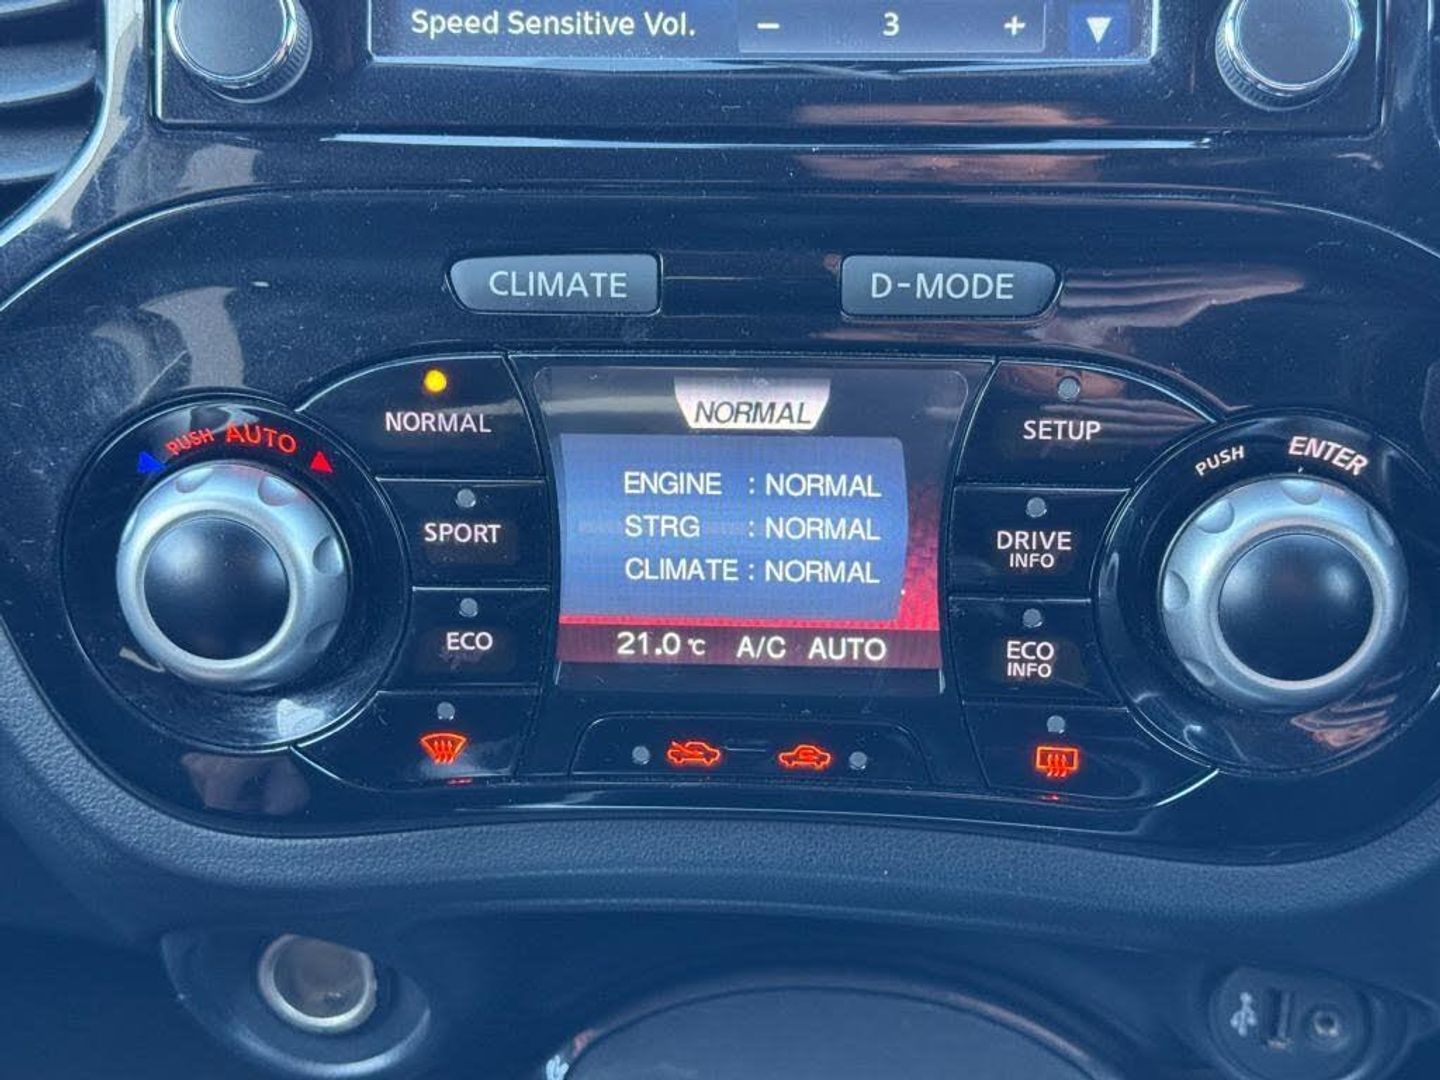 Speed Sensitive Vol. − 3 +
CLIMATE D-MODE
NORMAL
NORMAL
SETUP
PUSH AUTO
PUSH ENTER
ENGINE : NORMAL
STRG : NORMAL
CLIMATE : NORMAL
SPORT
DRIVE
INFO
ECO
ECO
INFO
21.0 °C A/C AUTO